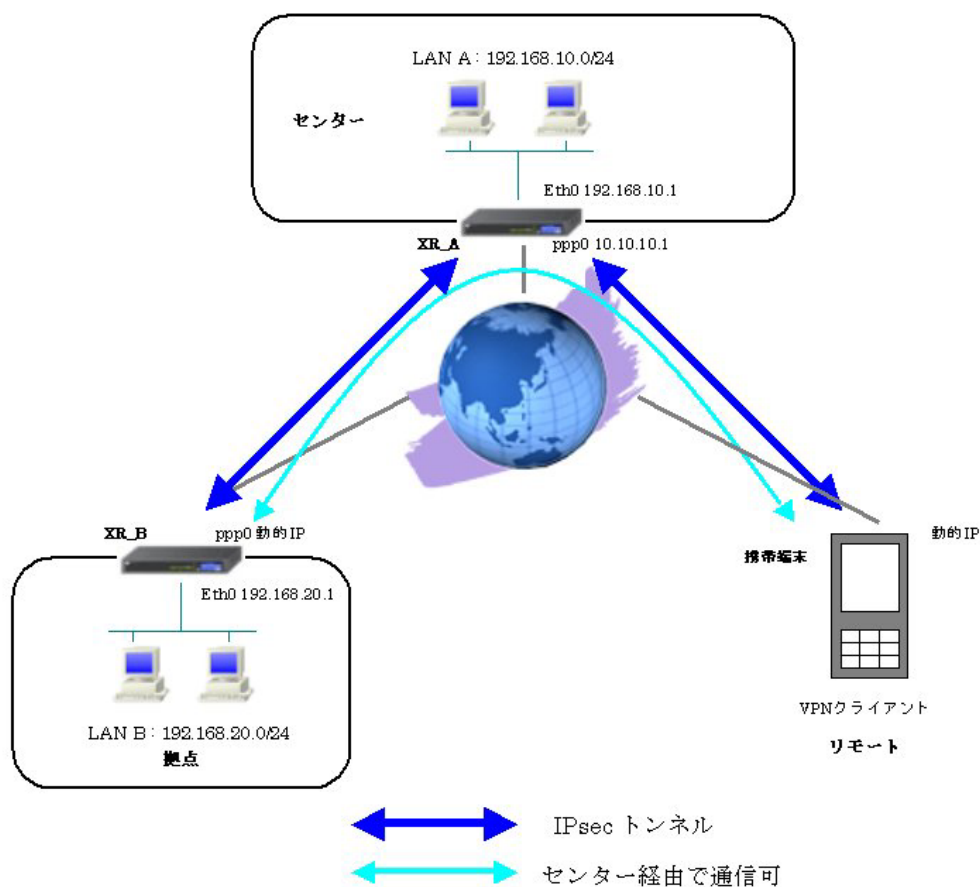 LAN A：192.168.10.0/24
センター
Eth0 192.168.10.1
XR_A
ppp0 10.10.10.1
XR_B
ppp0 動的IP
Eth0 192.168.20.1
LAN B：192.168.20.0/24
拠点
動的IP
携帯端末
VPNクライアント
リモート
IPsec トンネル
センター経由で通信可